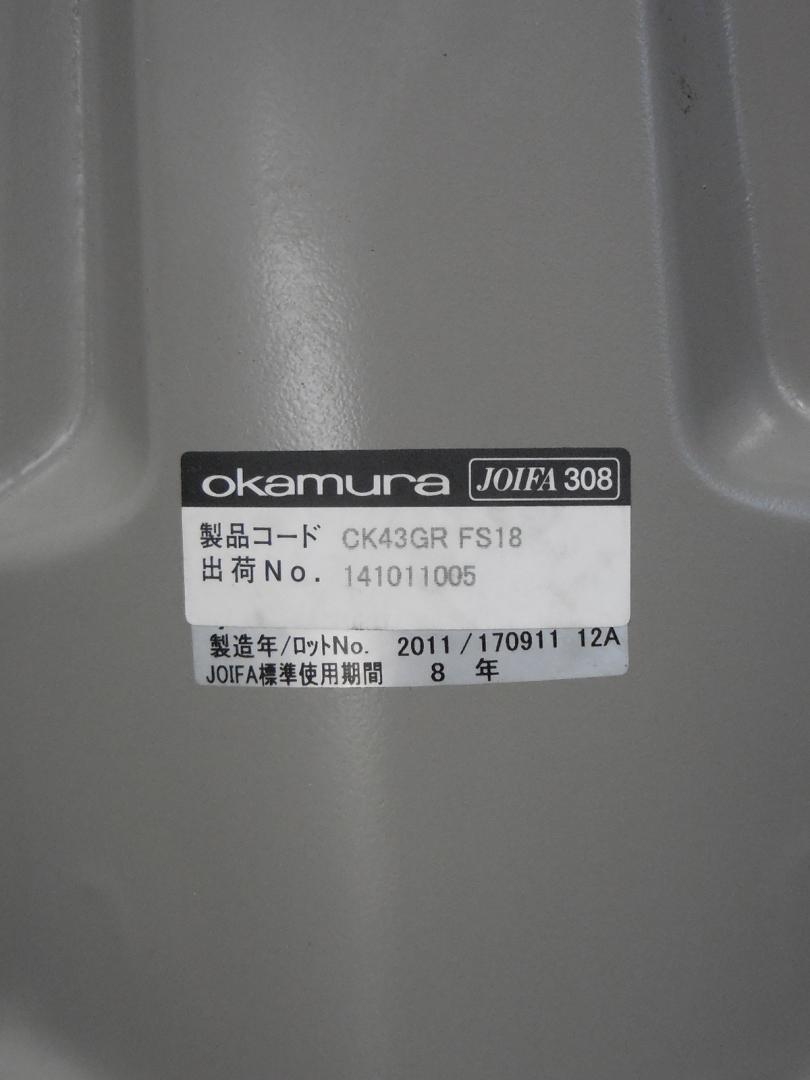 okamura JOIFA 308
製品コード CK43GR FS18
出荷No. 141011005
製造年/ロットNo. 2011/170911 12A
JOIFA標準使用期間 8 年